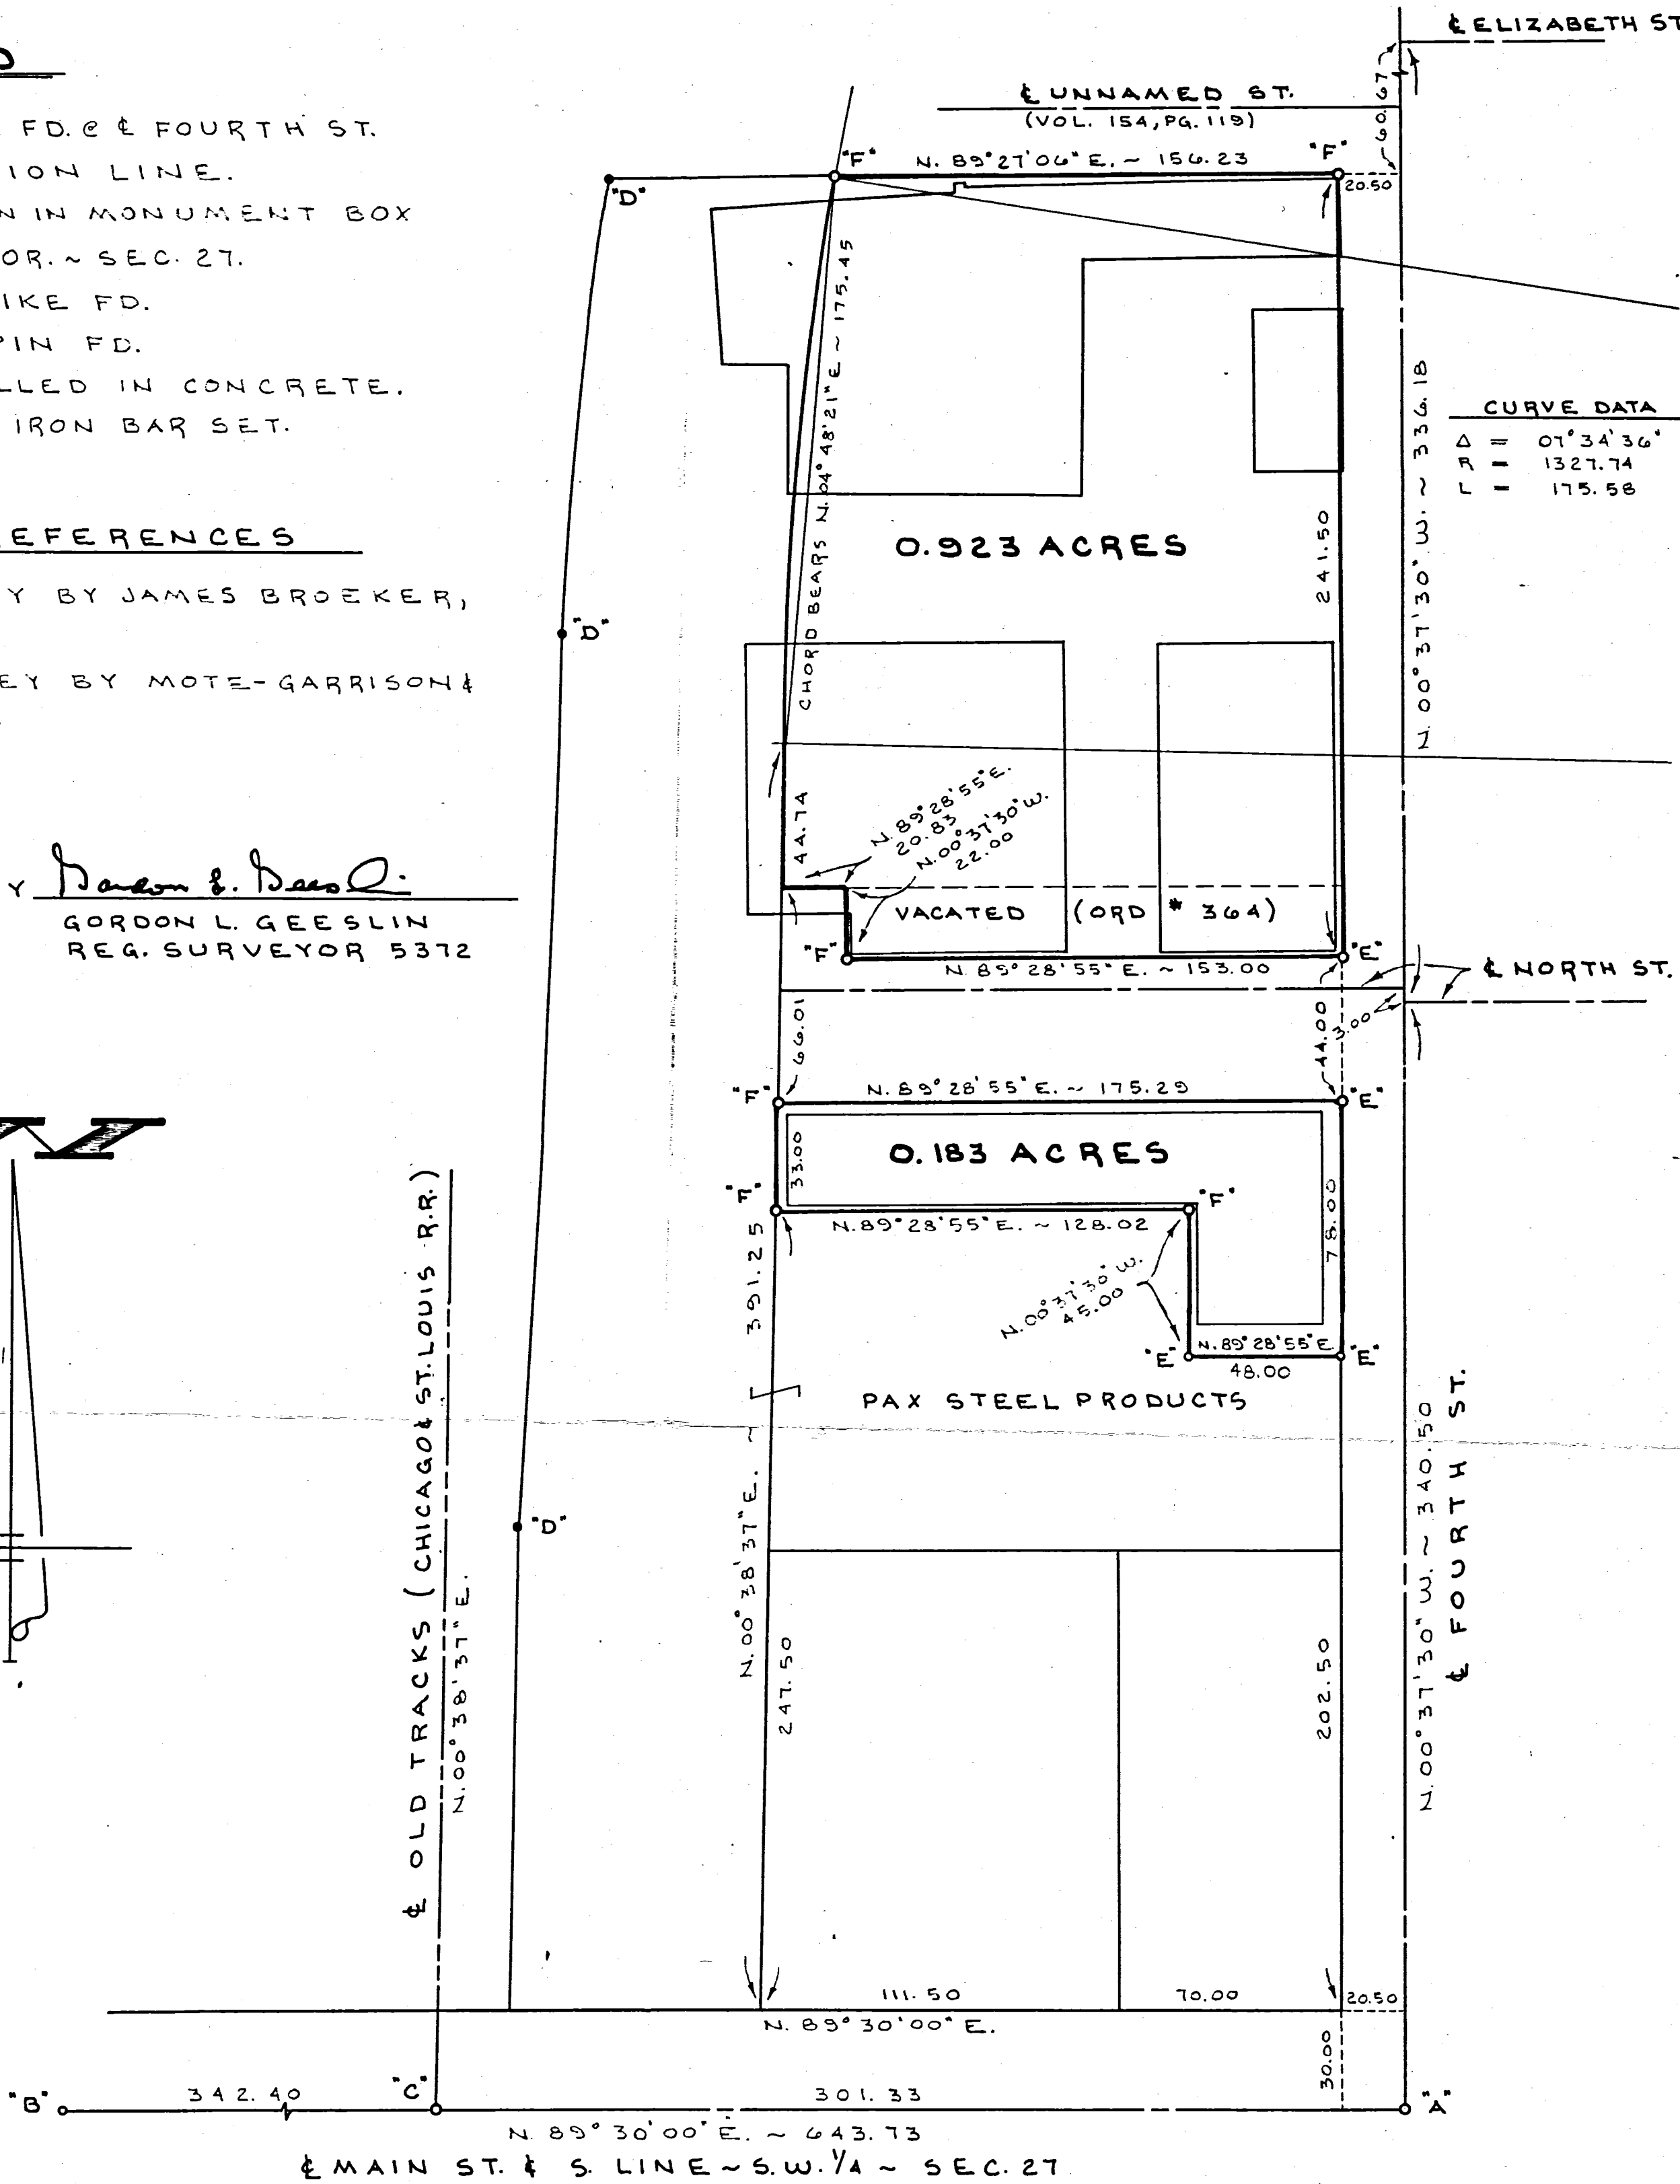 D
FD. @ ℄ FOURTH ST.
ION LINE.
N IN MONUMENT BOX
OR. ~ SEC. 27.
IKE FD.
PIN FD.
LLED IN CONCRETE.
IRON BAR SET.
EFERENCES
Y BY JAMES BROEKER,
EY BY MOTE-GARRISON &
Y
GORDON L. GEESLIN
REG. SURVEYOR 5372
℄ ELIZABETH ST
60.67
℄ UNNAMED ST.
(VOL. 154, PG. 119)
"D"
"F"
N. 89°27'06" E. ~ 156.23
"F"
20.50
CHORD BEARS N. 04°48'21" E ~ 175.45
N. 00°37'30" W. ~ 336.18
CURVE DATA
Δ = 07°34'36"
R = 1327.74
L = 175.58
241.50
0.923 ACRES
"D"
44.74
N. 89°28'55" E.
20.83
N. 00°37'30" W.
22.00
VACATED (ORD # 364)
"F"
"E"
N. 89°28'55" E. ~ 153.00
℄ NORTH ST.
3.00
66.01
44.00
"F"
N. 89°28'55" E. ~ 175.29
"E"
33.00
0.183 ACRES
78.00
"F"
"F"
N. 89°28'55" E. ~ 128.02
N. 00°37'30" W.
45.00
"E"
N. 89°28'55" E.
48.00
"E"
PAX STEEL PRODUCTS
N. 00°38'37" E. ~ 391.25
℄ OLD TRACKS (CHICAGO & ST. LOUIS R.R.)
N. 00°38'37" E.
"D"
247.50
202.50
N. 00°37'30" W. ~ 340.50
℄ FOURTH ST.
111.50
70.00
20.50
N. 89°30'00" E.
30.00
"B"
342.40
"C"
301.33
"A"
N. 89°30'00" E. ~ 643.73
℄ MAIN ST. & S. LINE ~ S.W. 1/4 ~ SEC. 27